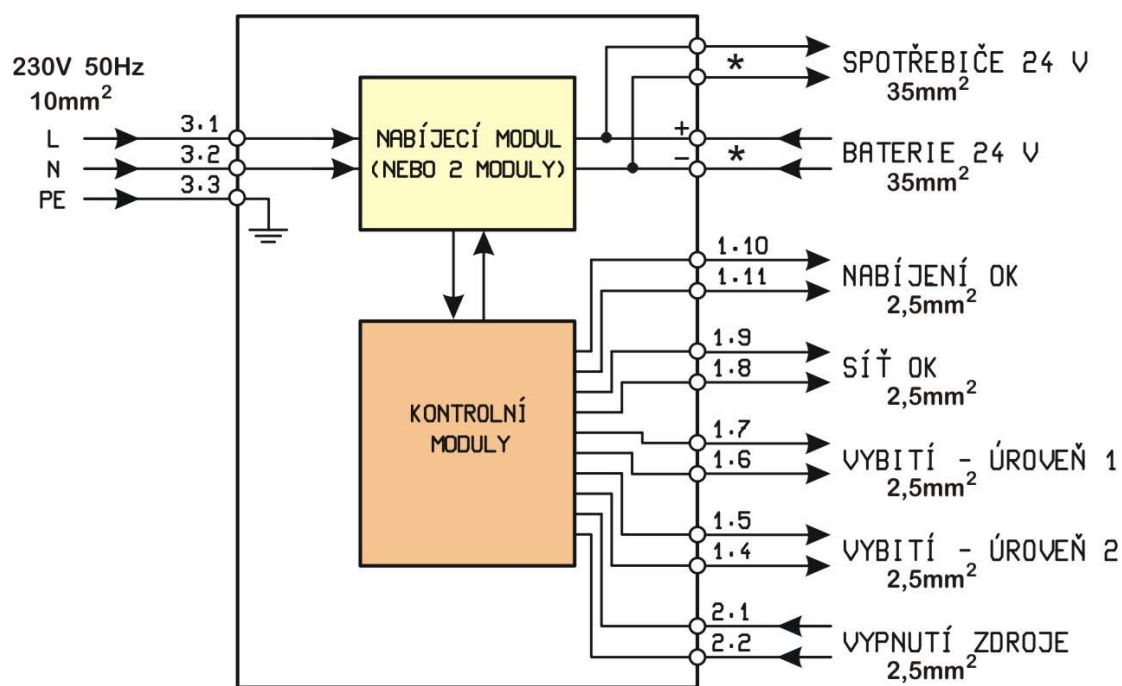 230V 50Hz
10mm²
L
N
PE
3.1
3.2
3.3
NABÍJECÍ MODUL
(NEBO 2 MODULY)
KONTROLNÍ
MODULY
*
SPOTŘEBIČE 24 V
35mm²
+
-
*
BATERIE 24 V
35mm²
1.10
1.11
NABÍJENÍ OK
2,5mm²
1.9
1.8
SÍŤ OK
2,5mm²
1.7
1.6
VYBITÍ - ÚROVEŇ 1
2,5mm²
1.5
1.4
VYBITÍ - ÚROVEŇ 2
2,5mm²
2.1
2.2
VYPNUTÍ ZDROJE
2,5mm²